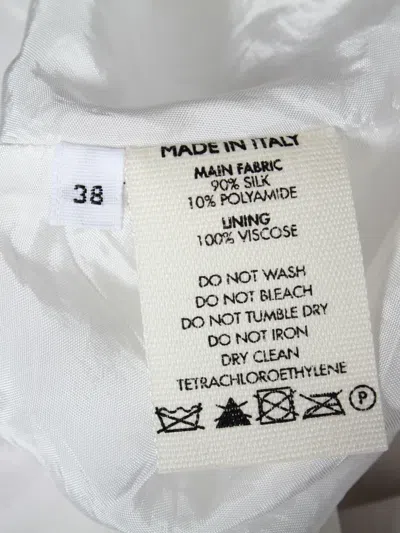 MADE IN ITALY
MAIN FABRIC
90% SILK
10% POLYAMIDE
LINING
100% VISCOSE
38
DO NOT WASH
DO NOT BLEACH
DO NOT TUMBLE DRY
DO NOT IRON
DRY CLEAN
TETRACHLOROETHYLENE
P